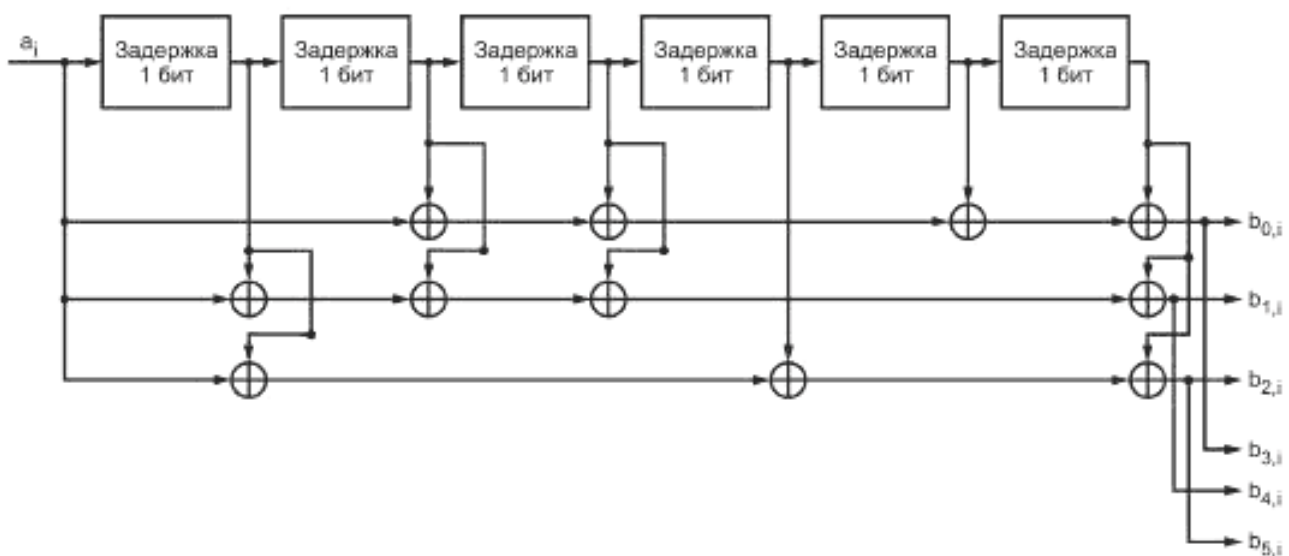 a_i
Задержка
1 бит
Задержка
1 бит
Задержка
1 бит
Задержка
1 бит
Задержка
1 бит
Задержка
1 бит
b_0,i
b_1,i
b_2,i
b_3,i
b_4,i
b_5,i